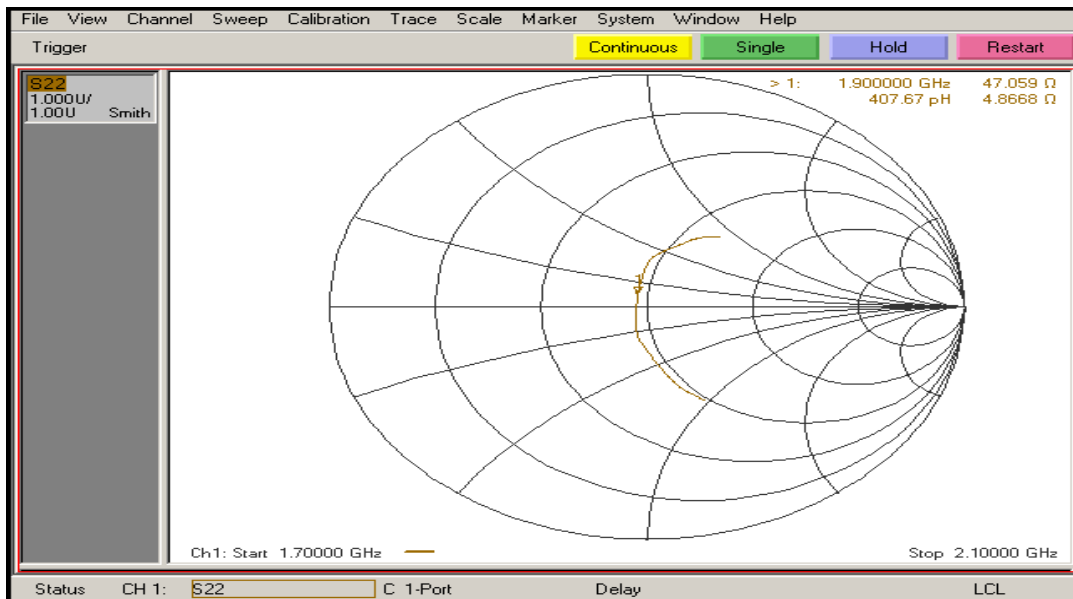 File View Channel Sweep Calibration Trace Scale Marker System Window Help
Trigger Continuous Single Hold Restart
S22
1.000U/
1.00U Smith
> 1: 1.900000 GHz 47.059 Ω
407.67 pH 4.8668 Ω
1
Ch1: Start 1.70000 GHz Stop 2.10000 GHz
Status CH 1: S22 C 1-Port Delay LCL